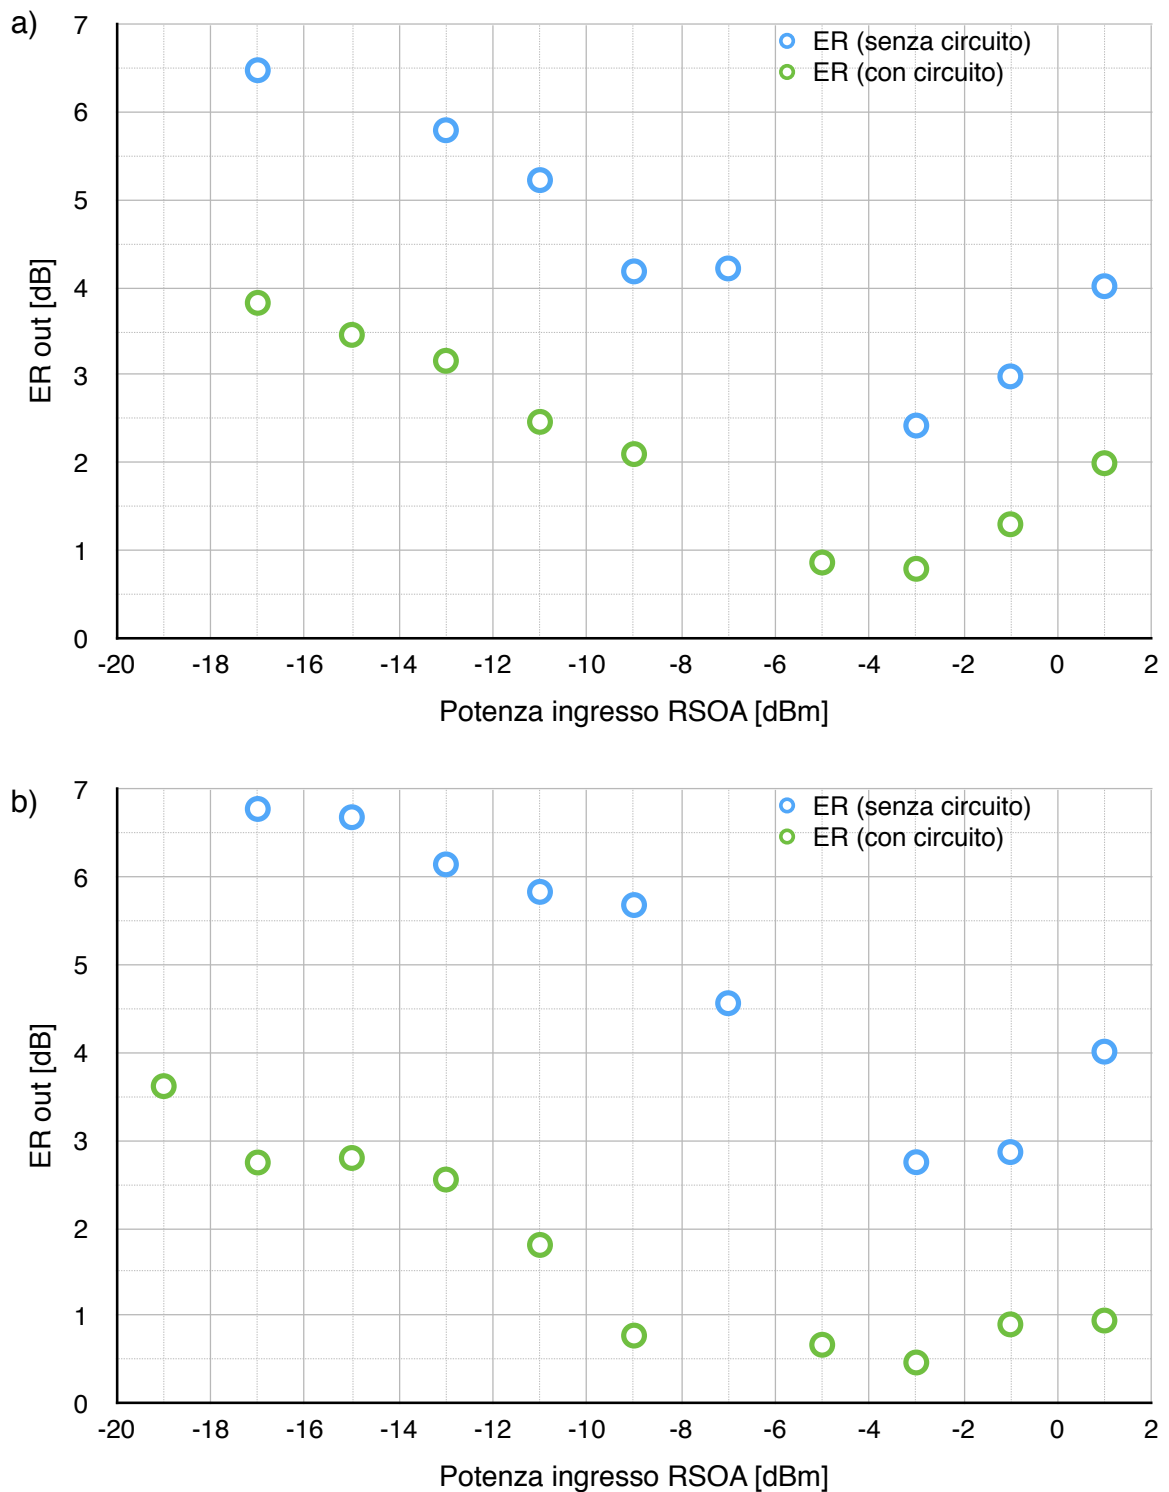 a)
7
ER (senza circuito)
ER (con circuito)
6
5
4
3
2
1
0
ER out [dB]
-20 -18 -16 -14 -12 -10 -8 -6 -4 -2 0 2
Potenza ingresso RSOA [dBm]
b)
7
ER (senza circuito)
ER (con circuito)
6
5
4
3
2
1
0
ER out [dB]
-20 -18 -16 -14 -12 -10 -8 -6 -4 -2 0 2
Potenza ingresso RSOA [dBm]